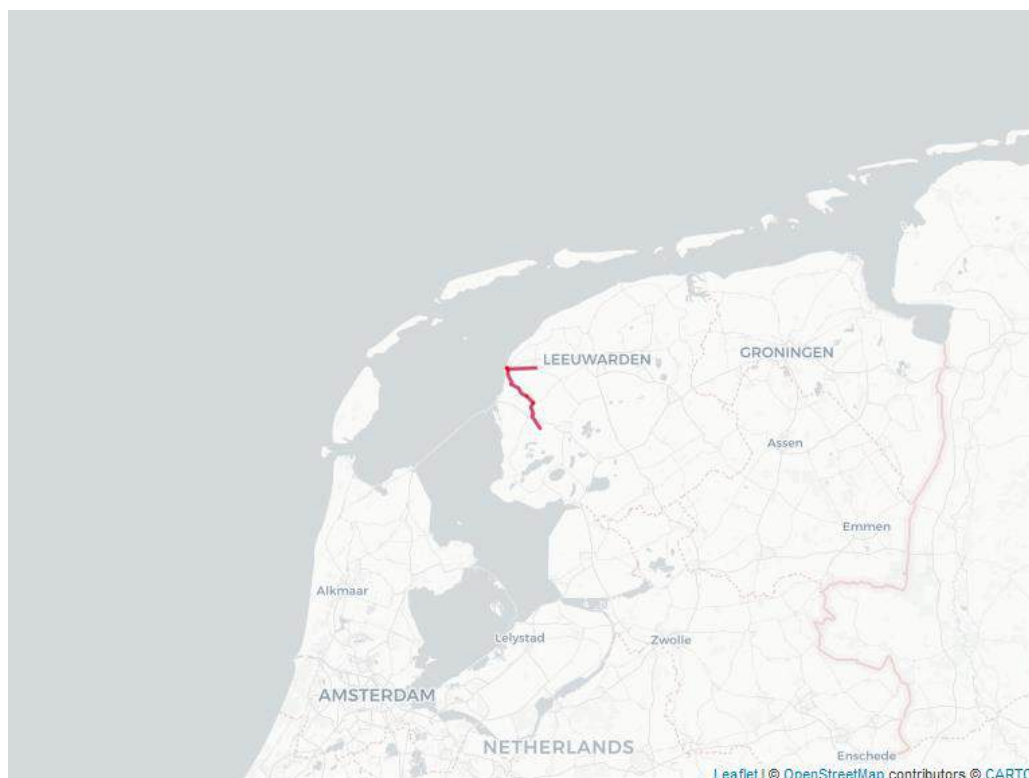 LEEUWARDEN
GRONINGEN
Assen
Emmen
Alkmaar
Lelystad
Zwolle
AMSTERDAM
NETHERLANDS
Enschede
Leaflet | © OpenStreetMap contributors © CARTO